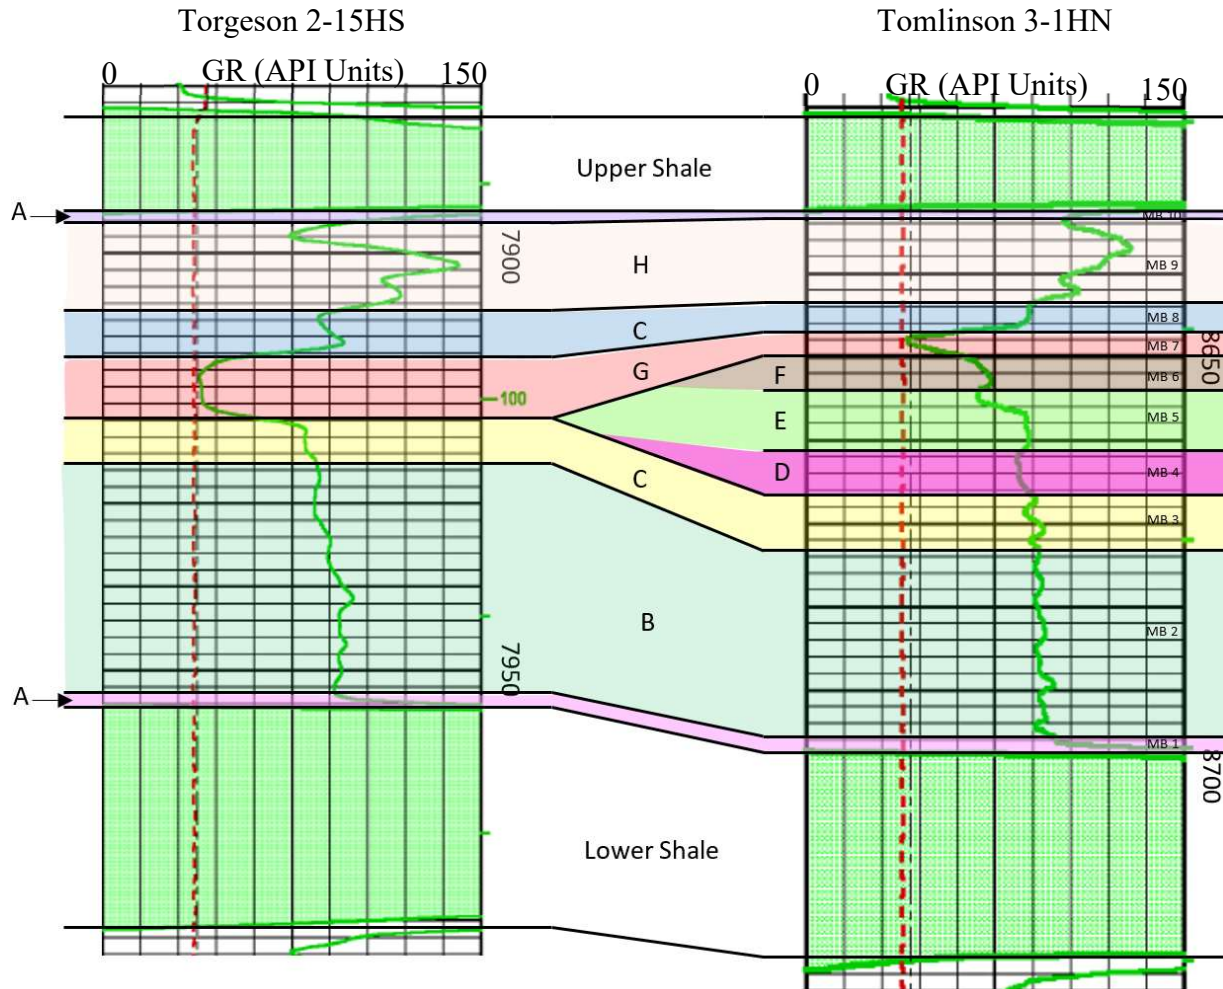 Torgeson 2-15HS
Tomlinson 3-1HN
0 GR (API Units) 150
0 GR (API Units) 150
Upper Shale
A
MB 10
7900
H
MB 9
C
MB 8
G
MB 7
8650
F
MB 6
100
E
MB 5
C
D
MB 4
MB 3
B
MB 2
7950
A
MB 1
8700
Lower Shale